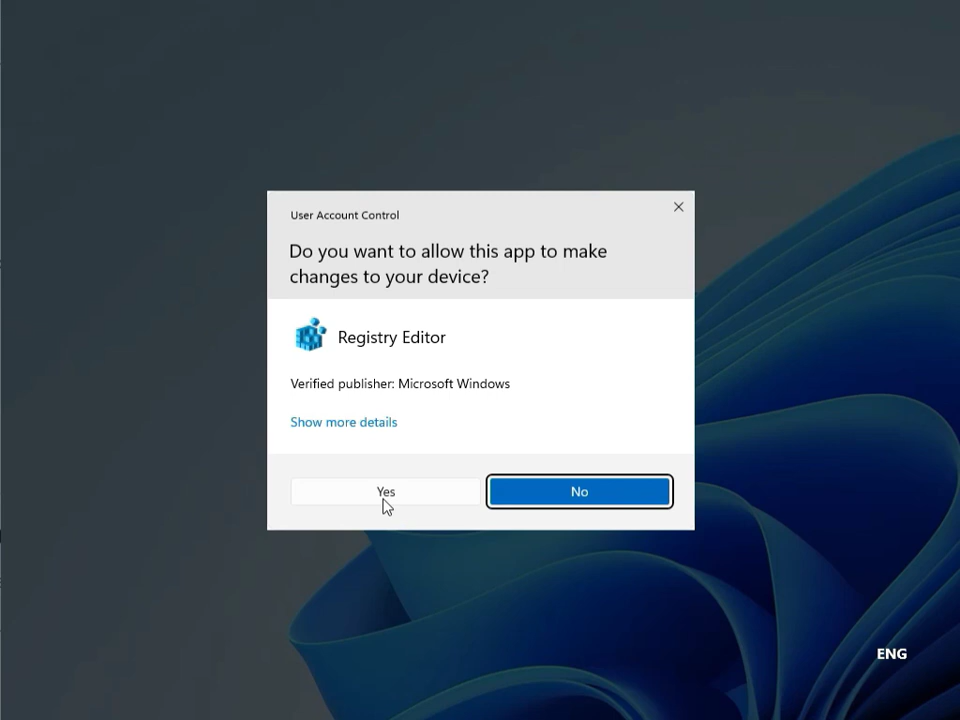 User Account Control
Do you want to allow this app to make
changes to your device?
Registry Editor
Verified publisher: Microsoft Windows
Show more details
Yes
No
ENG